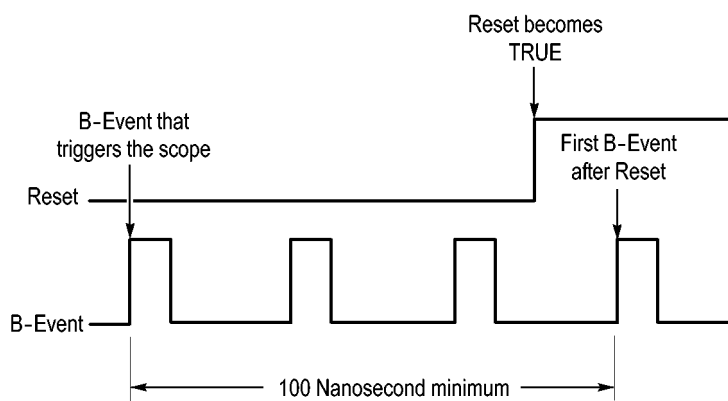 Reset becomes
TRUE
B-Event that
triggers the scope
First B-Event
after Reset
Reset
B-Event
100 Nanosecond minimum